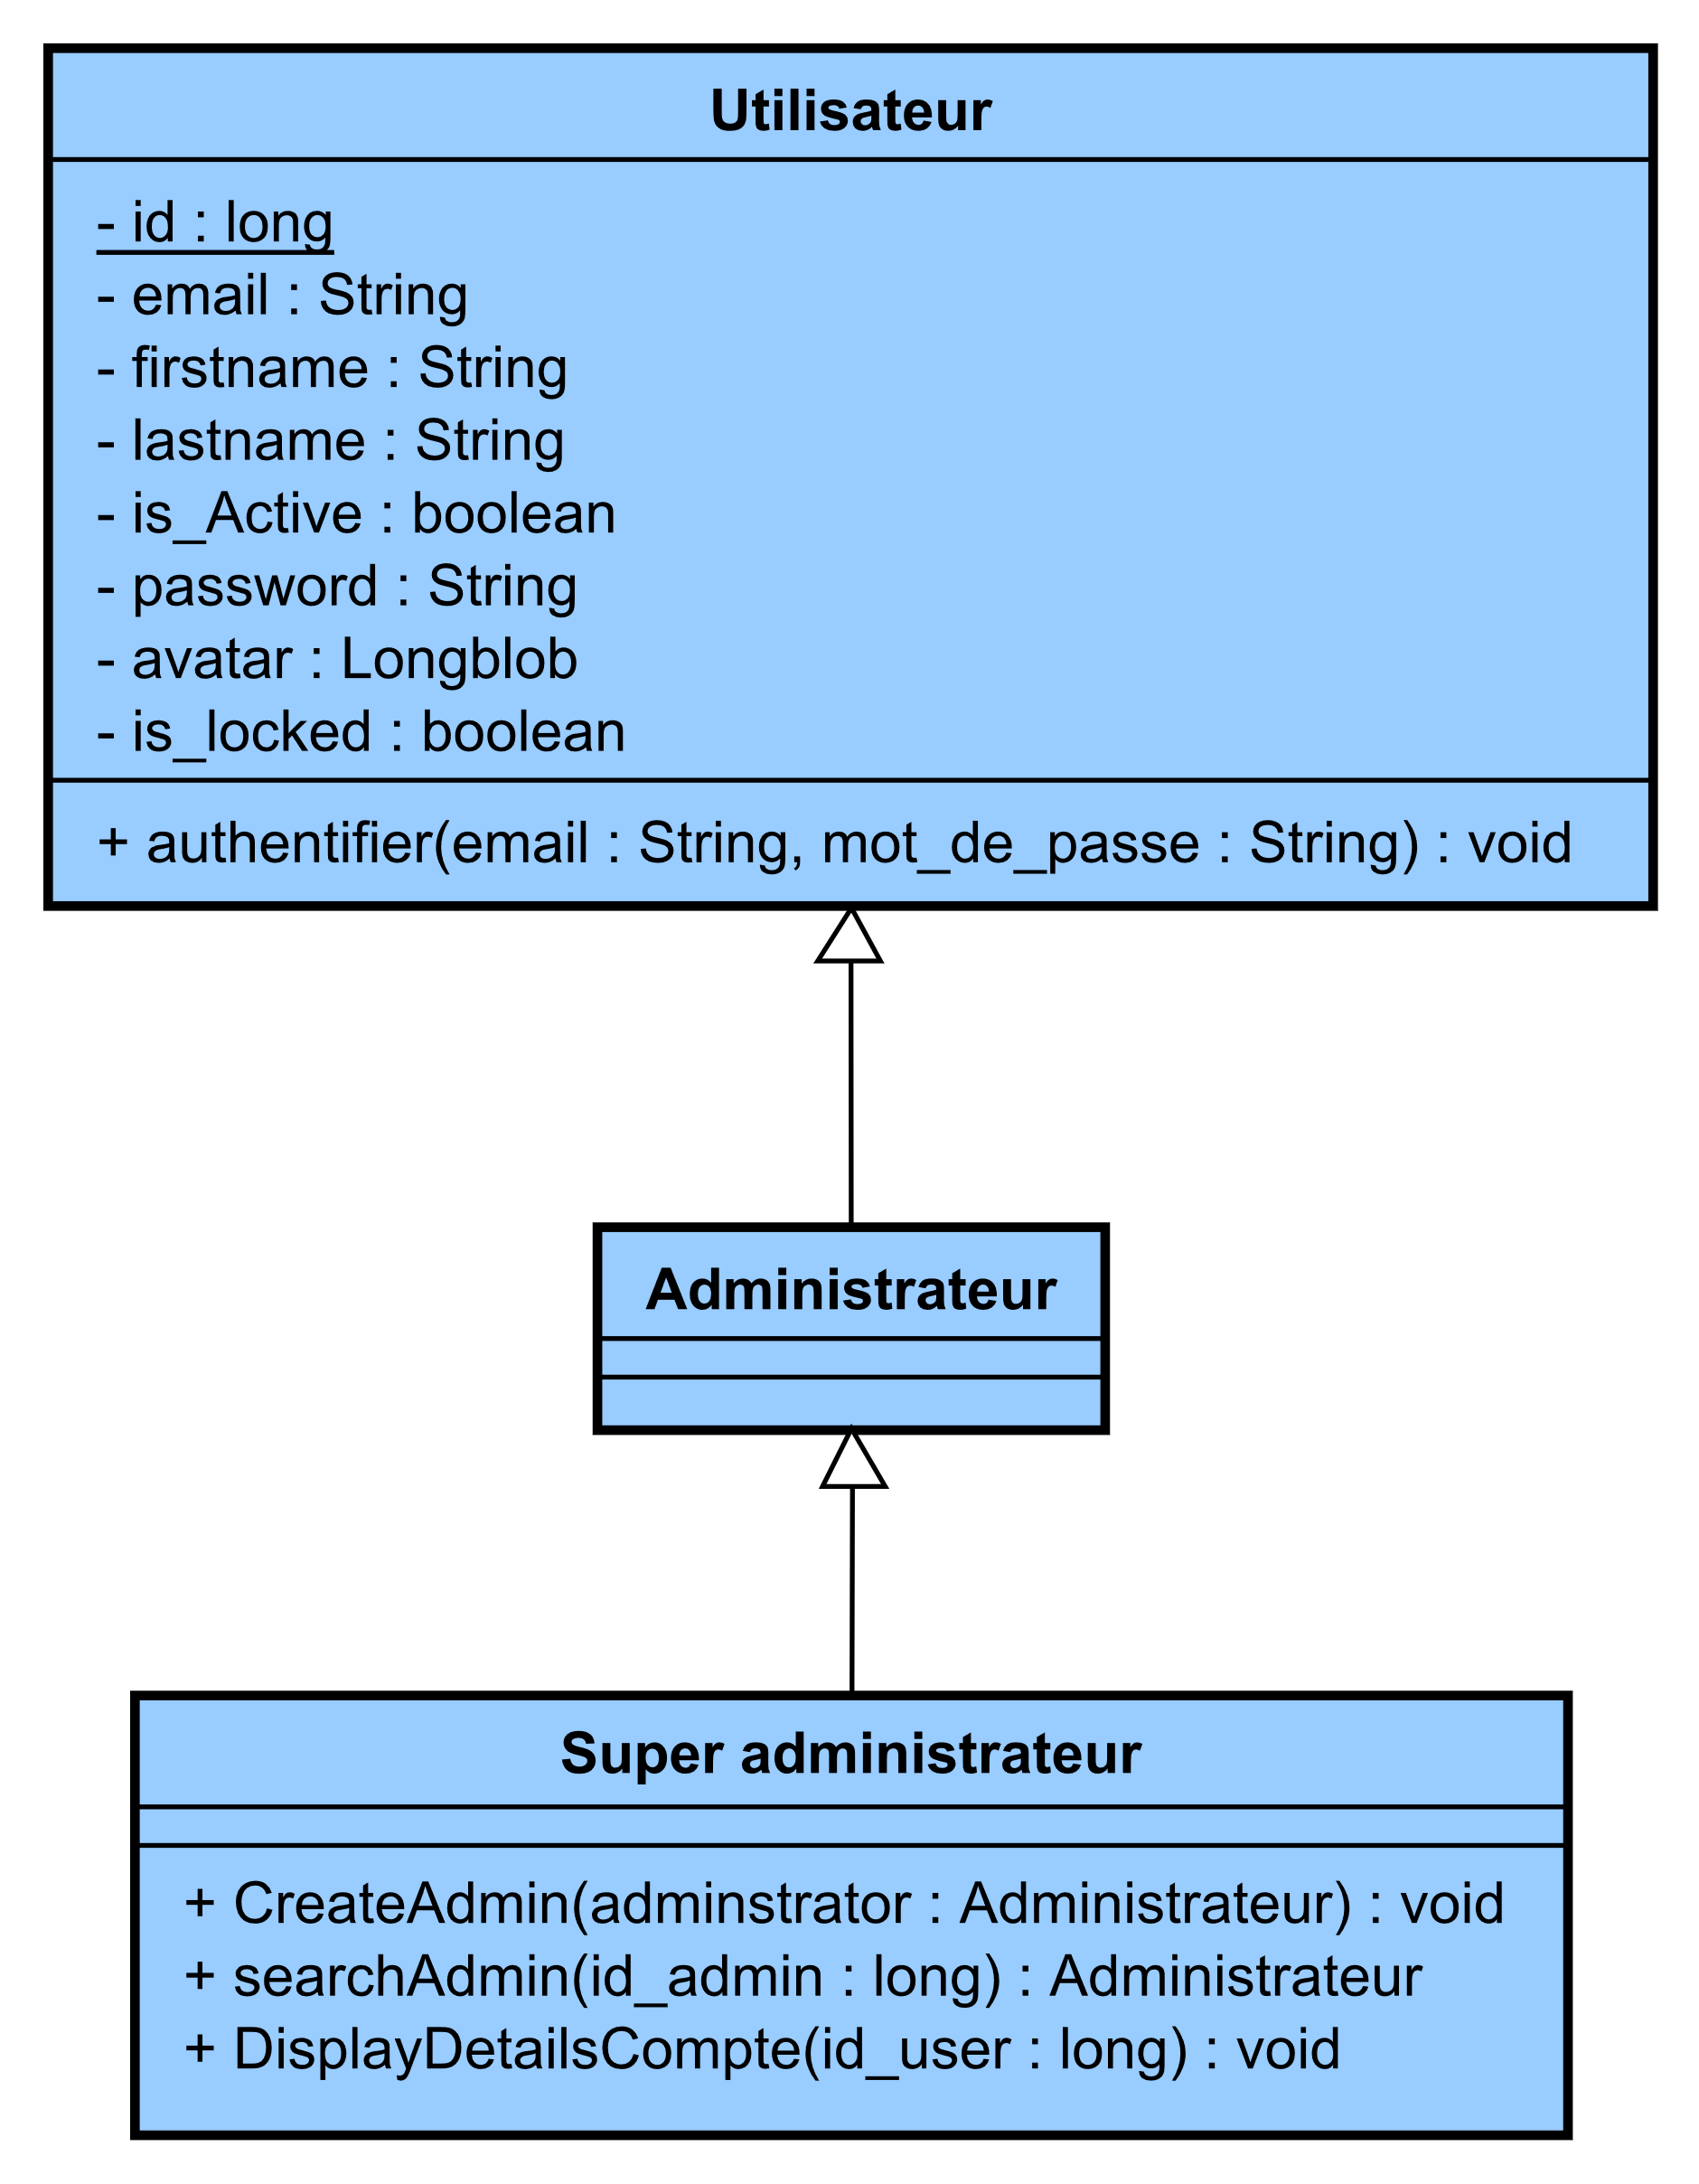 Utilisateur
- id : long
- email : String
- firstname : String
- lastname : String
- is_Active : boolean
- password : String
- avatar : Longblob
- is_locked : boolean
+ authentifier(email : String, mot_de_passe : String) : void
Administrateur
Super administrateur
+ CreateAdmin(adminstrator : Administrateur) : void
+ searchAdmin(id_admin : long) : Administrateur
+ DisplayDetailsCompte(id_user : long) : void